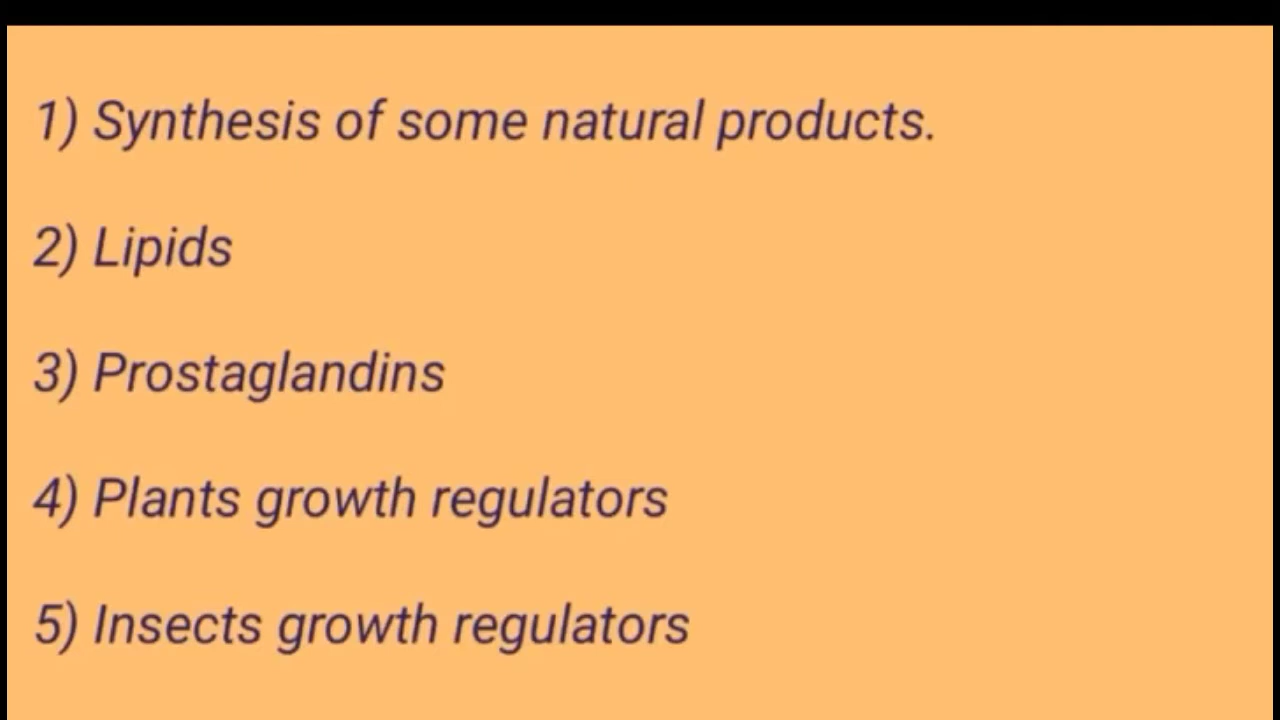 1) Synthesis of some natural products.
2) Lipids
3) Prostaglandins
4) Plants growth regulators
5) Insects growth regulators